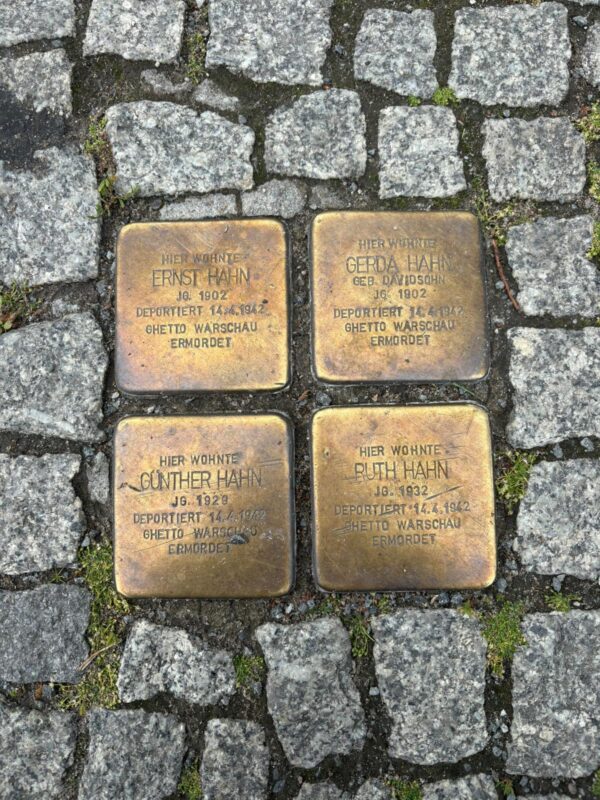 HIER WOHNTE
ERNST HAHN
JG. 1902
DEPORTIERT 14.4.1942
GHETTO WARSCHAU
ERMORDET
HIER WOHNTE
GERDA HAHN
GEB. DAVIDSOHN
JG. 1902
DEPORTIERT 14.4.1942
GHETTO WARSCHAU
ERMORDET
HIER WOHNTE
GÜNTHER HAHN
JG. 1929
DEPORTIERT 14.4.1942
GHETTO WARSCHAU
ERMORDET
HIER WOHNTE
RUTH HAHN
JG. 1932
DEPORTIERT 14.4.1942
GHETTO WARSCHAU
ERMORDET